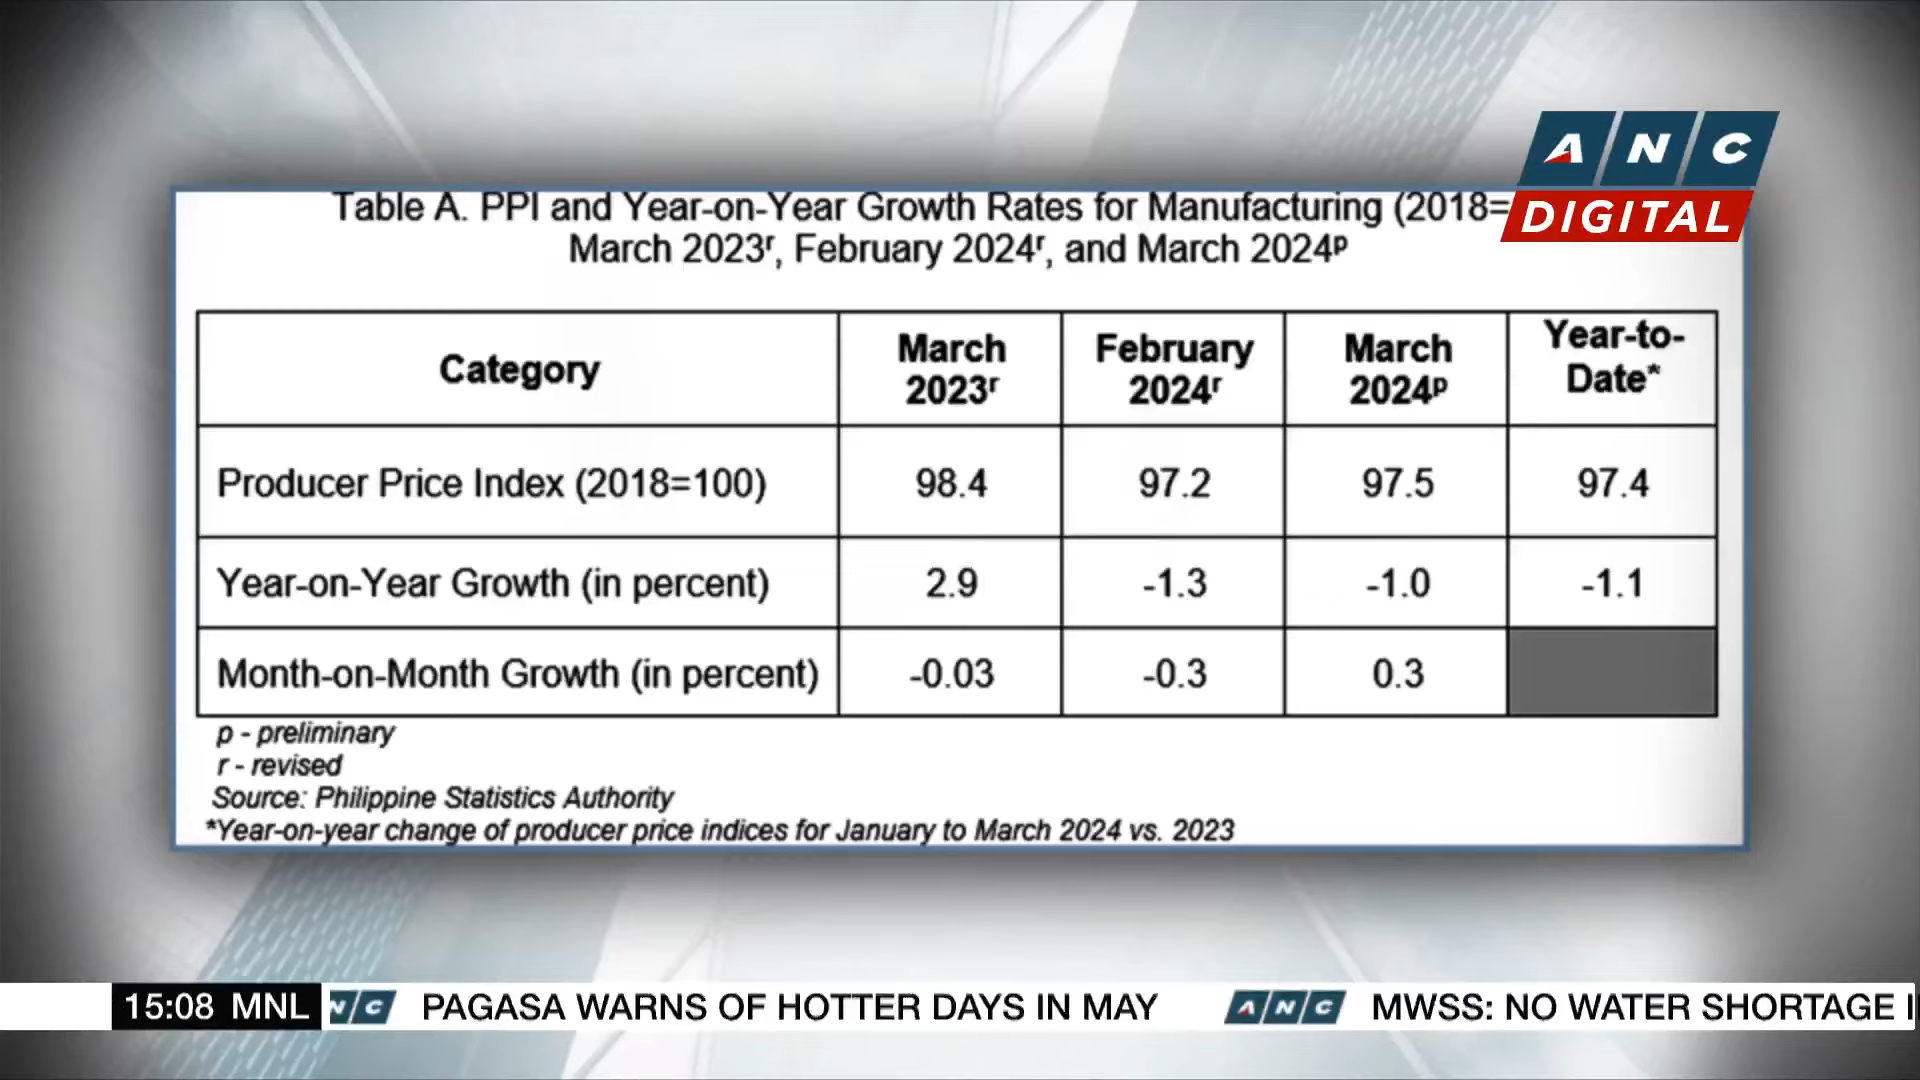 ANC
DIGITAL
Table A. PPI and Year-on-Year Growth Rates for Manufacturing (2018=
March 2023ʳ, February 2024ʳ, and March 2024ᵖ
Category March 2023ʳ February 2024ʳ March 2024ᵖ Year-to-Date*
Producer Price Index (2018=100) 98.4 97.2 97.5 97.4
Year-on-Year Growth (in percent) 2.9 -1.3 -1.0 -1.1
Month-on-Month Growth (in percent) -0.03 -0.3 0.3
p - preliminary
r - revised
Source: Philippine Statistics Authority
*Year-on-year change of producer price indices for January to March 2024 vs. 2023
15:08 MNL NC PAGASA WARNS OF HOTTER DAYS IN MAY ANC MWSS: NO WATER SHORTAGE